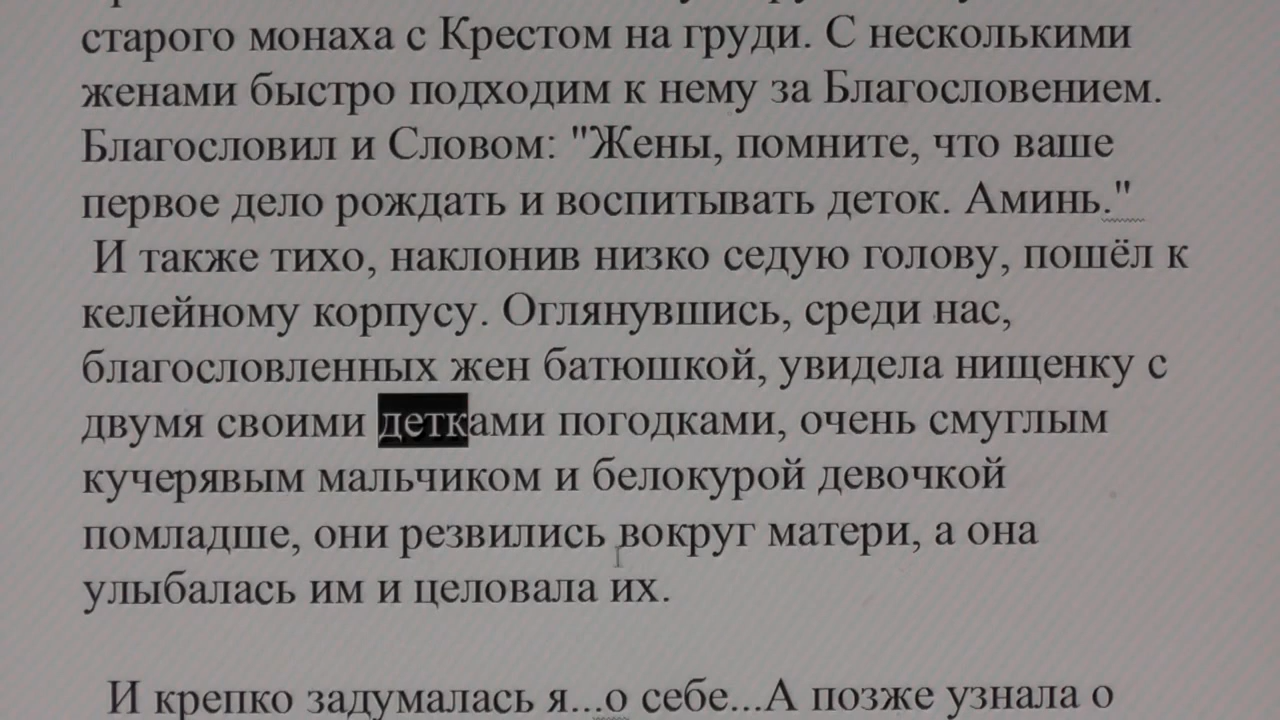 старого монаха с Крестом на груди. С несколькими
женами быстро подходим к нему за Благословением.
Благословил и Словом: "Жены, помните, что ваше
первое дело рождать и воспитывать деток. Аминь."
И также тихо, наклонив низко седую голову, пошёл к
келейному корпусу. Оглянувшись, среди нас,
благословленных жен батюшкой, увидела нищенку с
двумя своими детками погодками, очень смуглым
кучерявым мальчиком и белокурой девочкой
помладше, они резвились вокруг матери, а она
улыбалась им и целовала их.
И крепко задумалась я...о себе...А позже узнала о